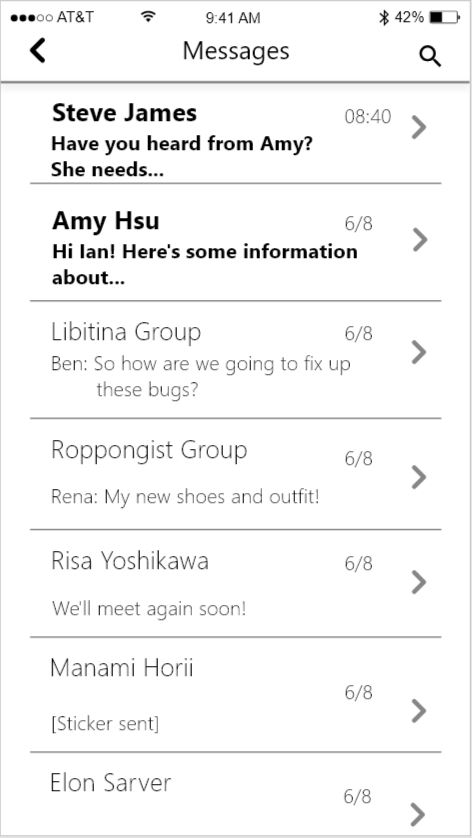 AT&T 9:41 AM 42%
Messages
Steve James 08:40
Have you heard from Amy?
She needs...
Amy Hsu 6/8
Hi Ian! Here's some information
about...
Libitina Group 6/8
Ben: So how are we going to fix up
these bugs?
Roppongist Group 6/8
Rena: My new shoes and outfit!
Risa Yoshikawa 6/8
We'll meet again soon!
Manami Horii
6/8
[Sticker sent]
Elon Sarver
6/8